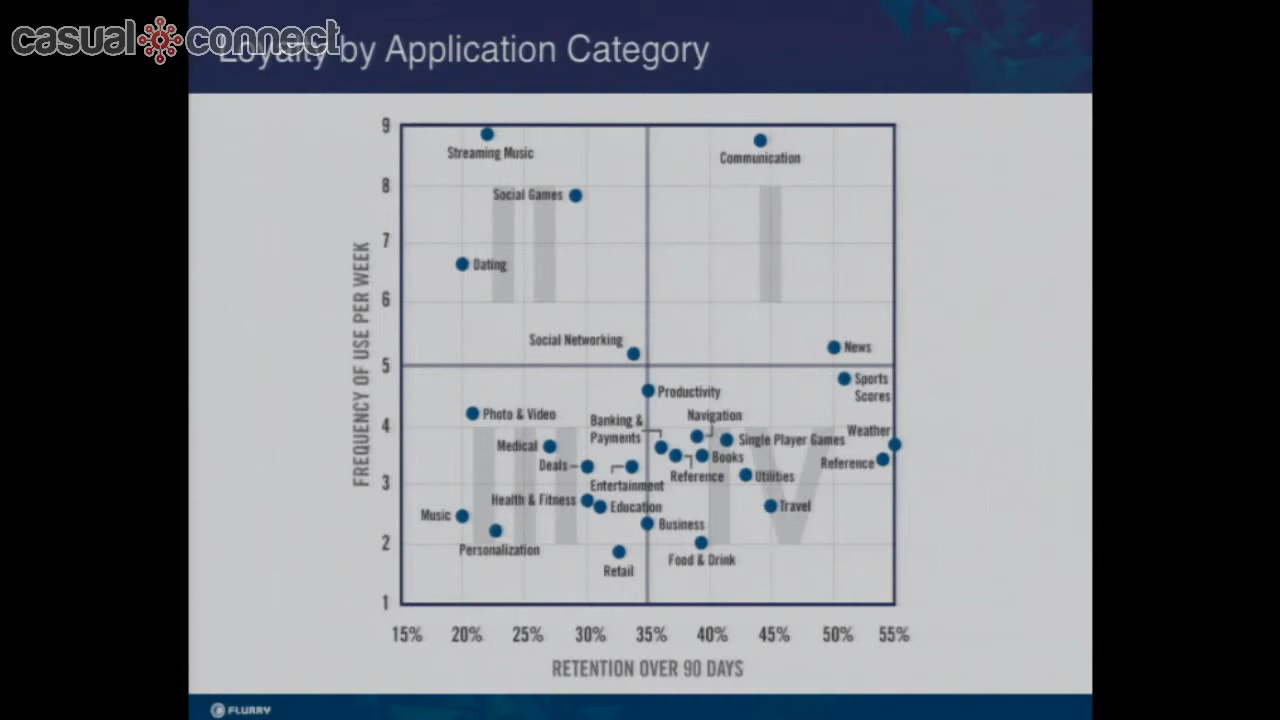 casual connect
Loyalty by Application Category
9
Streaming Music
Communication
8
Social Games
II
I
7
Dating
6
Social Networking
News
5
Sports
Scores
Productivity
Photo & Video
Banking &
Payments
Navigation
4
Weather
Medical
Single Player Games
Deals
Books
Reference
Reference
Entertainment
Utilities
3
III
IV
Health & Fitness
Education
Travel
Music
Business
2
Personalization
Food & Drink
Retail
1
FREQUENCY OF USE PER WEEK
15% 20% 25% 30% 35% 40% 45% 50% 55%
RETENTION OVER 90 DAYS
FLURRY